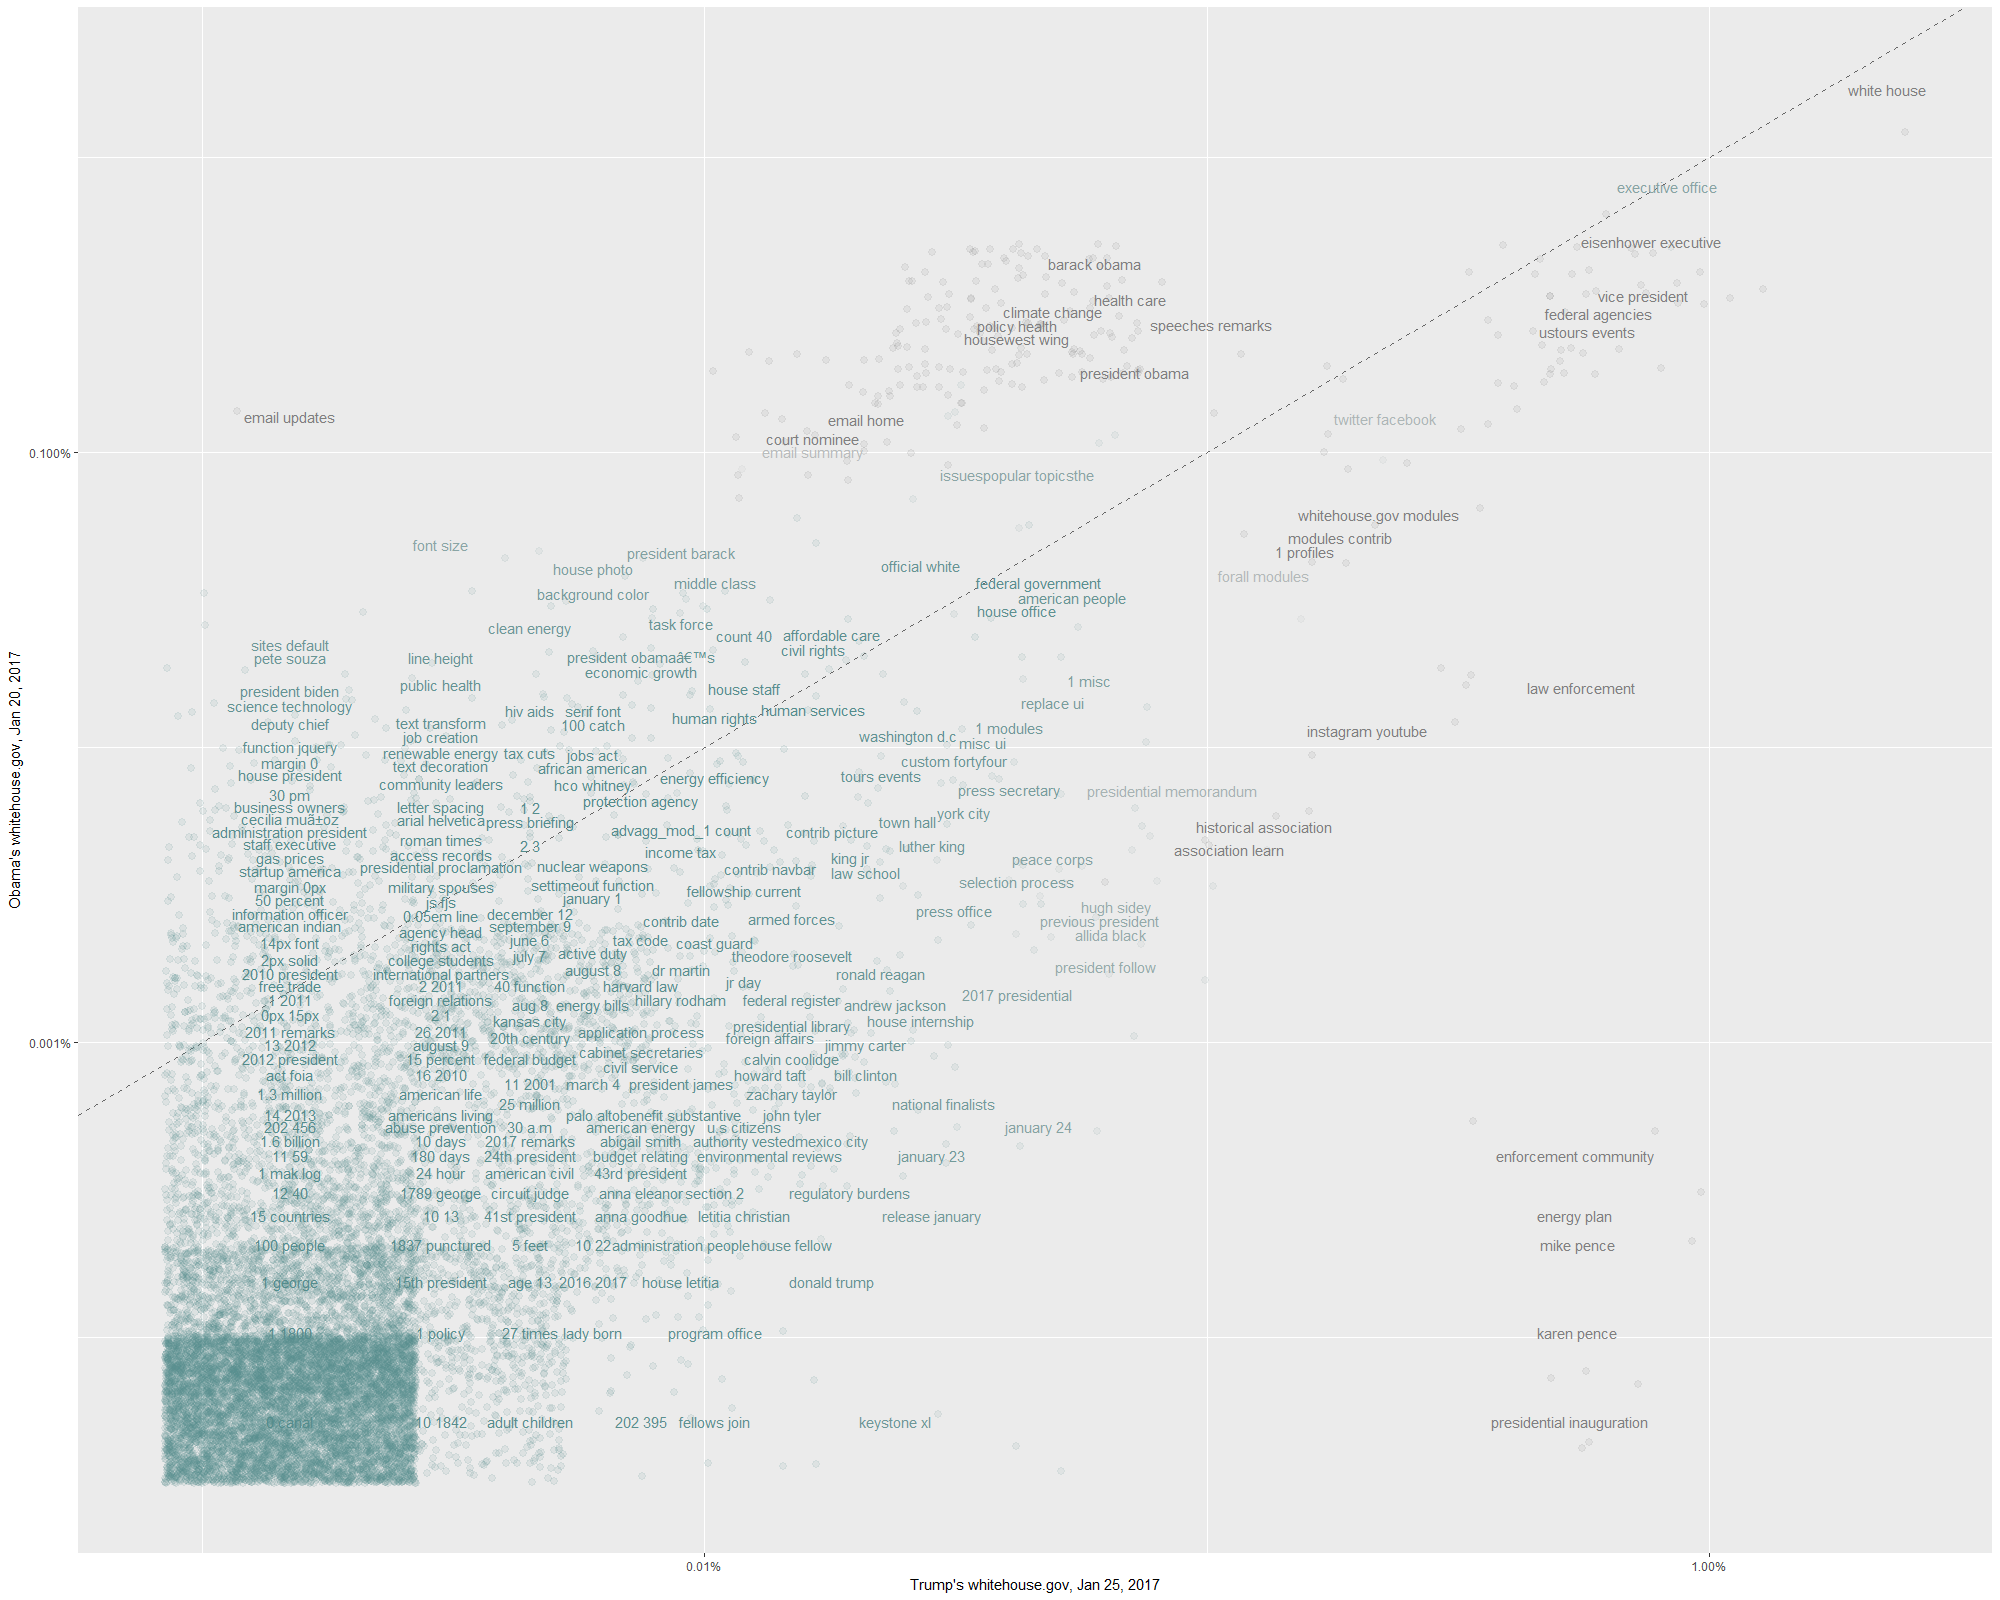 white house
executive office
eisenhower executive
barack obama
health care
vice president
climate change
federal agencies
policy health
speeches remarks
housewest wing
ustours events
president obama
email updates
email home
twitter facebook
court nominee
0.100%
email summary
issuespopular topicsthe
whitehouse.gov modules
font size
modules contrib
president barack
1 profiles
house photo
official white
forall modules
middle class
federal government
background color
american people
house office
clean energy
task force
count 40
affordable care
sites default
civil rights
pete souza
line height
president obamaâ€™s
economic growth
public health
1 misc
president biden
house staff
law enforcement
science technology
replace ui
hiv aids
serif font
human services
deputy chief
text transform
100 catch
human rights
1 modules
instagram youtube
job creation
washington d.c
function jquery
misc ui
renewable energy
tax cuts
jobs act
margin 0
text decoration
african american
custom fortyfour
house president
energy efficiency
tours events
community leaders
hco whitney
press secretary
presidential memorandum
30 pm
business owners
letter spacing
1 2
protection agency
cecilia muã±oz
arial helvetica
press briefing
york city
administration president
advagg_mod_1 count
contrib picture
town hall
historical association
staff executive
roman times
2 3
luther king
gas prices
access records
income tax
king jr
association learn
startup america
presidential proclamation
nuclear weapons
contrib navbar
law school
peace corps
margin 0px
military spouses
settimeout function
fellowship current
selection process
50 percent
js fjs
january 1
information officer
0.05em line
december 12
press office
hugh sidey
american indian
agency head
september 9
contrib date
armed forces
previous president
14px font
rights act
june 6
tax code
coast guard
allida black
2px solid
college students
july 7
active duty
theodore roosevelt
2010 president
international partners
august 8
dr martin
ronald reagan
president follow
free trade
2 2011
40 function
harvard law
jr day
1 2011
foreign relations
aug 8
energy bills
hillary rodham
federal register
andrew jackson
2017 presidential
0px 15px
2 1
kansas city
house internship
2011 remarks
26 2011
20th century
application process
presidential library
foreign affairs
13 2012
august 9
jimmy carter
0.001%
2012 president
15 percent
federal budget
cabinet secretaries
calvin coolidge
act foia
16 2010
civil service
howard taft
bill clinton
1.3 million
american life
11 2001
march 4
president james
zachary taylor
25 million
national finalists
14 2013
americans living
palo alto
benefit substantive
john tyler
202 456
abuse prevention
30 a.m
american energy
u.s citizens
january 24
1.6 billion
10 days
2017 remarks
abigail smith
authority vested
mexico city
11 59
180 days
24th president
budget relating
environmental reviews
january 23
enforcement community
1 mak.log
24 hour
american civil
43rd president
12 40
1789 george
circuit judge
anna eleanor
section 2
regulatory burdens
15 countries
10 13
41st president
anna goodhue
letitia christian
release january
energy plan
100 people
1837 punctured
5 feet
10 22
administration people
house fellow
mike pence
1 george
15th president
age 13
2016 2017
house letitia
donald trump
1 1800
1 policy
27 times
lady born
program office
karen pence
0 canal
10 1842
adult children
202 395
fellows join
keystone xl
presidential inauguration
0.01%
1.00%
Trump's whitehouse.gov, Jan 25, 2017
Obama's whitehouse.gov, Jan 20, 2017